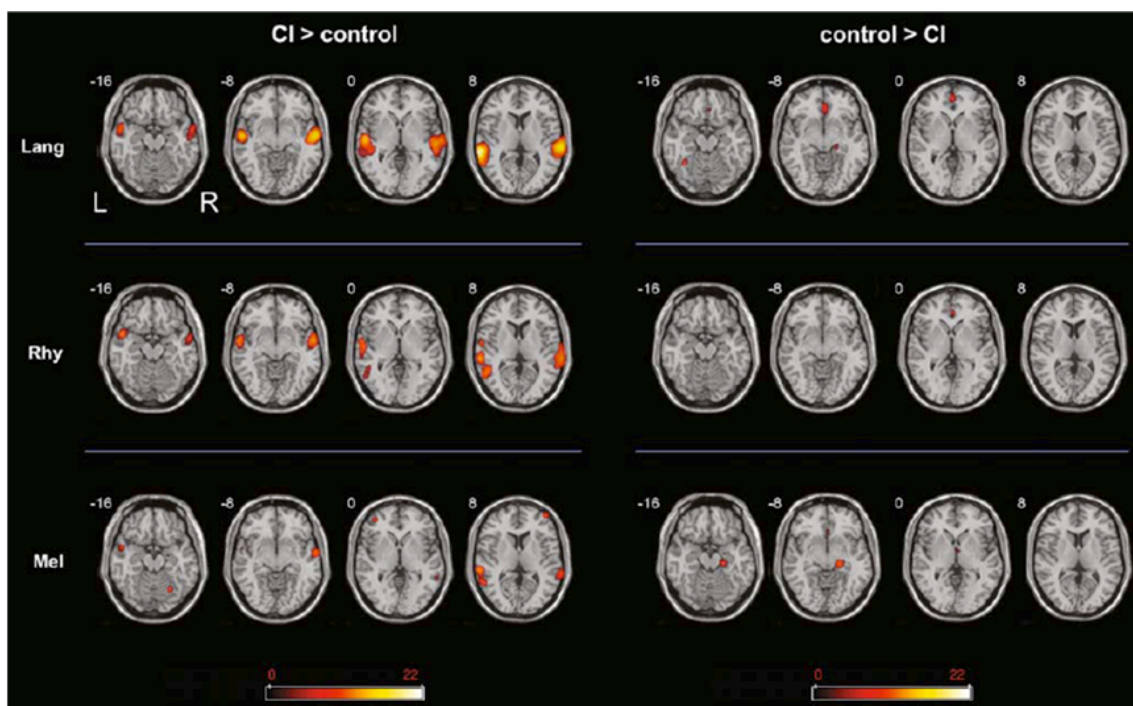 CI > control control > CI
-16 -8 0 8 -16 -8 0 8
Lang
L R
-16 -8 0 8 -16 -8 0 8
Rhy
-16 -8 0 8 -16 -8 0 8
Mel
0 22 0 22